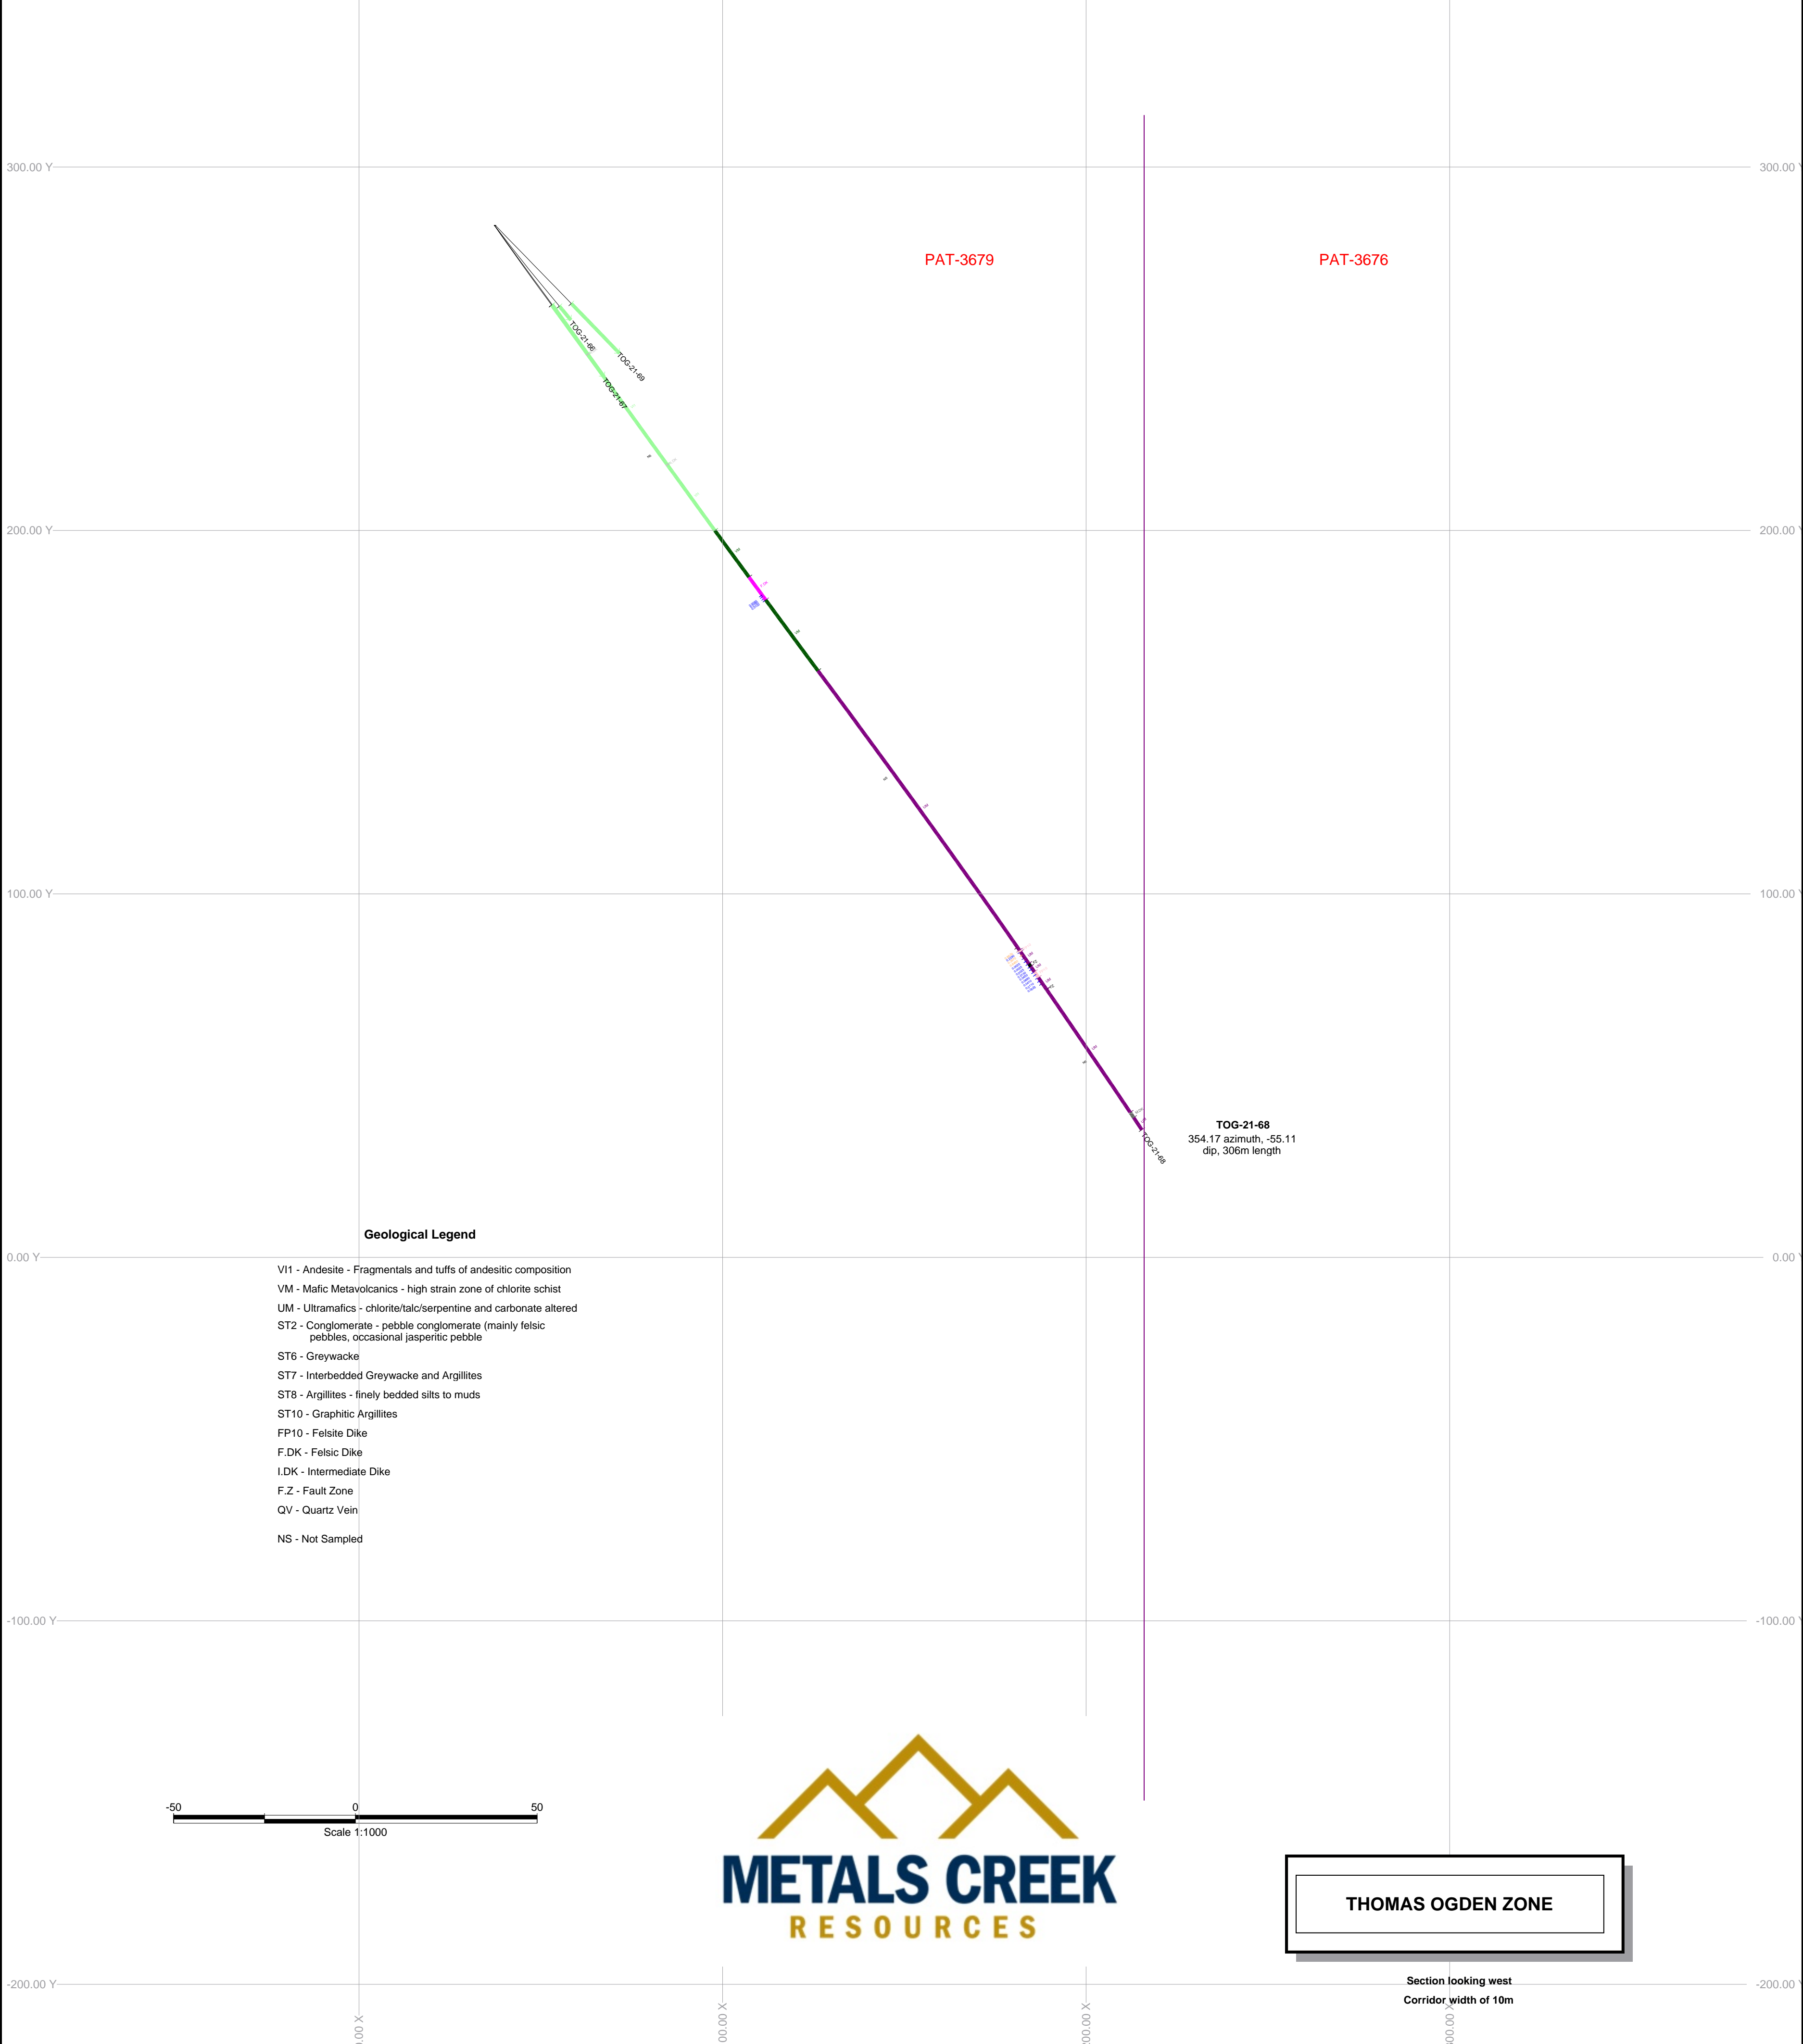 300.00 Y
300.00 Y
PAT-3679
PAT-3676
TOG-21-66
TOG-21-69
TOG-21-67
200.00 Y
200.00 Y
100.00 Y
100.00 Y
TOG-21-68
TOG-21-68
354.17 azimuth, -55.11
dip, 306m length
0.00 Y
0.00 Y
Geological Legend
VI1 - Andesite - Fragmentals and tuffs of andesitic composition
VM - Mafic Metavolcanics - high strain zone of chlorite schist
UM - Ultramafics - chlorite/talc/serpentine and carbonate altered
ST2 - Conglomerate - pebble conglomerate (mainly felsic
pebbles, occasional jasperitic pebble
ST6 - Greywacke
ST7 - Interbedded Greywacke and Argillites
ST8 - Argillites - finely bedded silts to muds
ST10 - Graphitic Argillites
FP10 - Felsite Dike
F.DK - Felsic Dike
I.DK - Intermediate Dike
F.Z - Fault Zone
QV - Quartz Vein
NS - Not Sampled
-100.00 Y
-100.00 Y
-50 0 50
Scale 1:1000
METALS CREEK
RESOURCES
THOMAS OGDEN ZONE
Section looking west
Corridor width of 10m
-200.00 Y
-200.00 Y